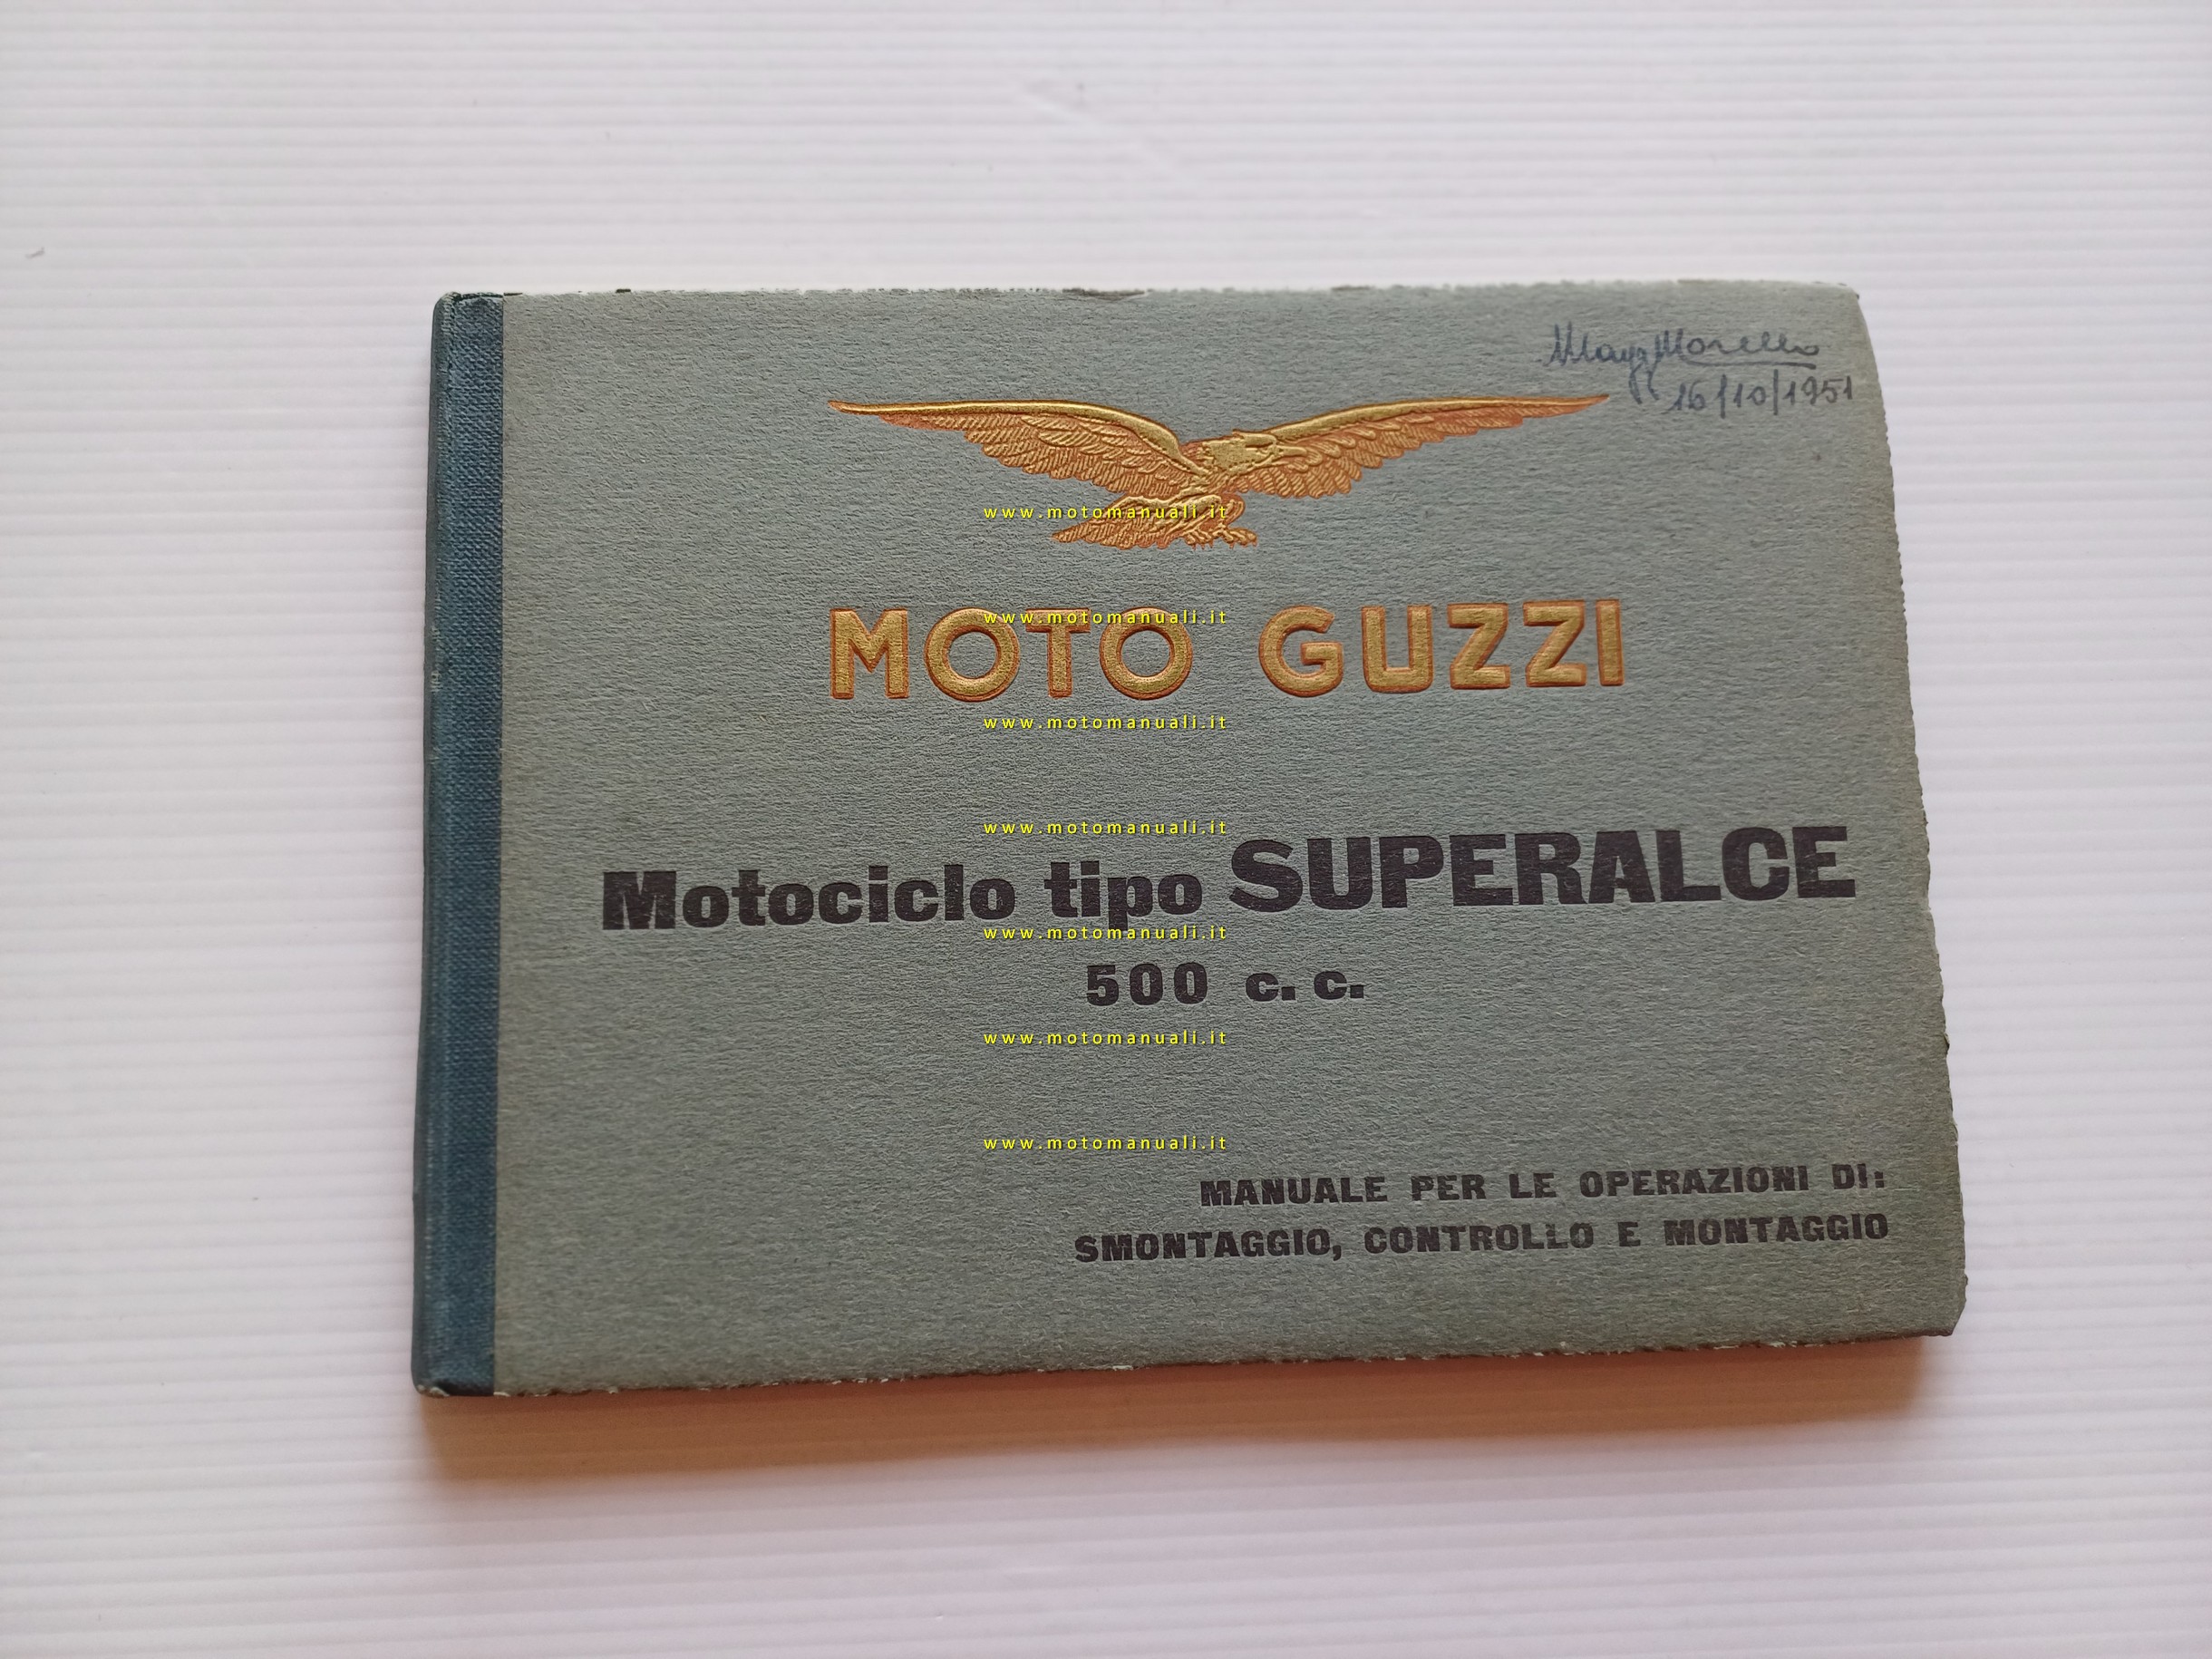 16/10/1951
www.motomanuali.it
MOTO GUZZI
www.motomanuali.it
www.motomanuali.it
www.motomanuali.it
Motociclo tipo SUPERALCE
www.motomanuali.it
500 c. c.
www.motomanuali.it
www.motomanuali.it
MANUALE PER LE OPERAZIONI DI:
SMONTAGGIO, CONTROLLO E MONTAGGIO